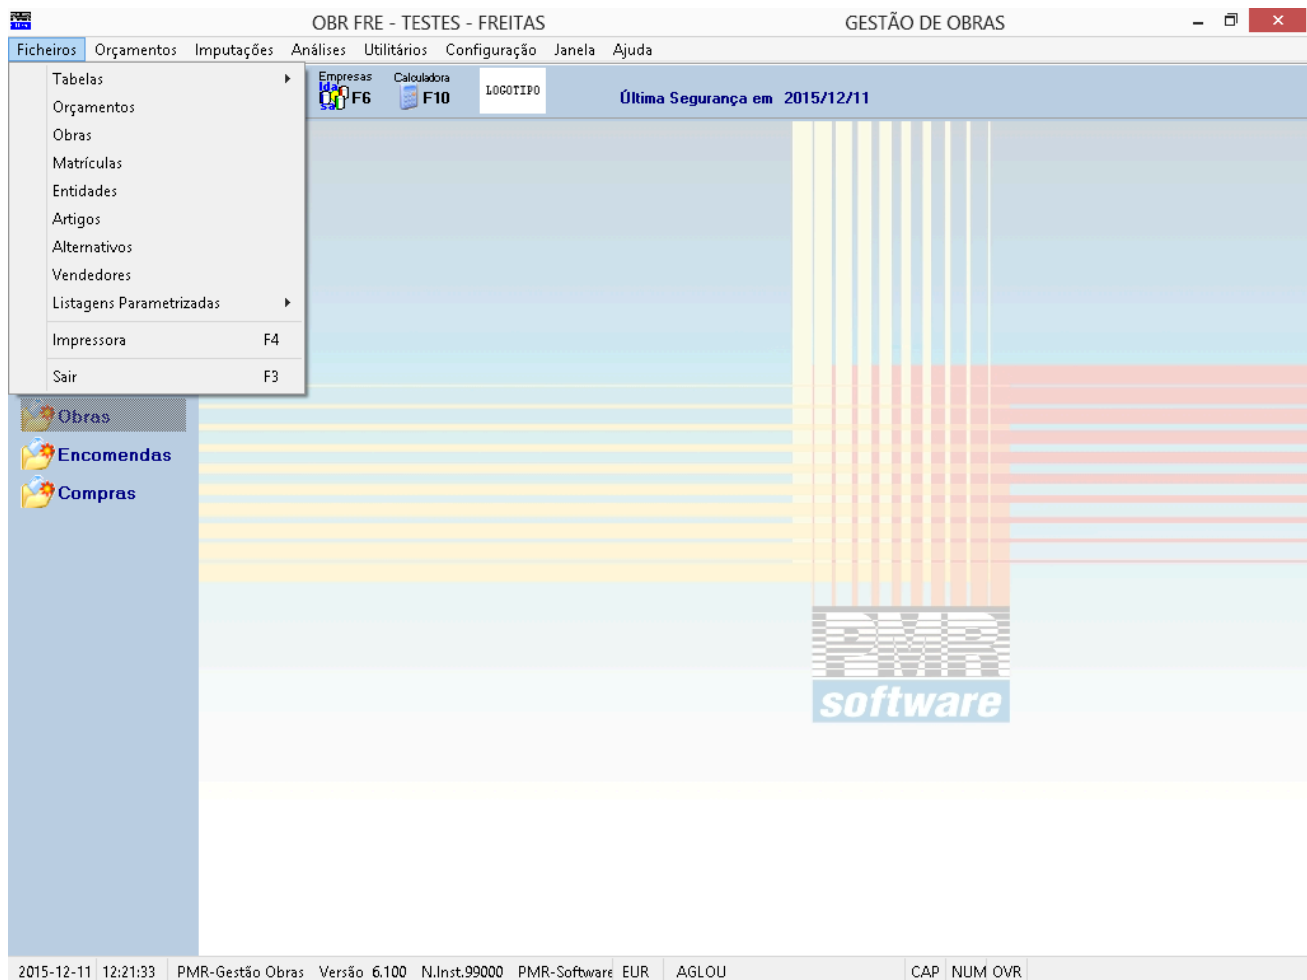 OBR FRE - TESTES - FREITAS GESTÃO DE OBRAS
Ficheiros Orçamentos Imputações Análises Utilitários Configuração Janela Ajuda
Empresas Calculadora
F6 F10 LOGOTIPO Última Segurança em 2015/12/11
Tabelas
Orçamentos
Obras
Matrículas
Entidades
Artigos
Alternativos
Vendedores
Listagens Parametrizadas
Impressora F4
Sair F3
Obras
Encomendas
Compras
PMR
software
2015-12-11 12:21:33 PMR-Gestão Obras Versão 6.100 N.Inst.99000 PMR-Software EUR AGLOU CAP NUM OVR